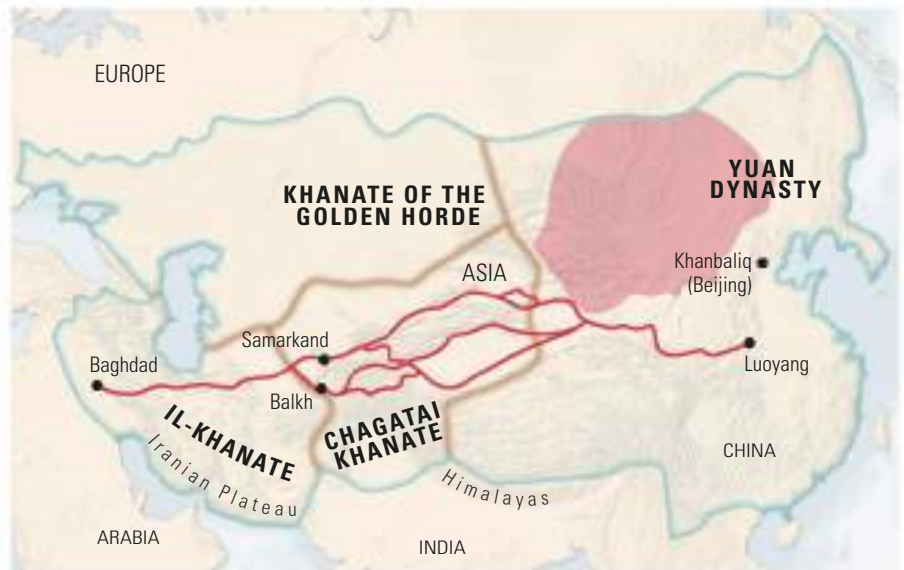 EUROPE
YUAN
DYNASTY
KHANATE OF THE
GOLDEN HORDE
Khanbaliq
(Beijing)
ASIA
Samarkand
Luoyang
Baghdad
Balkh
IL-KHANATE
CHAGATAI
KHANATE
Iranian Plateau
CHINA
Himalayas
ARABIA
INDIA